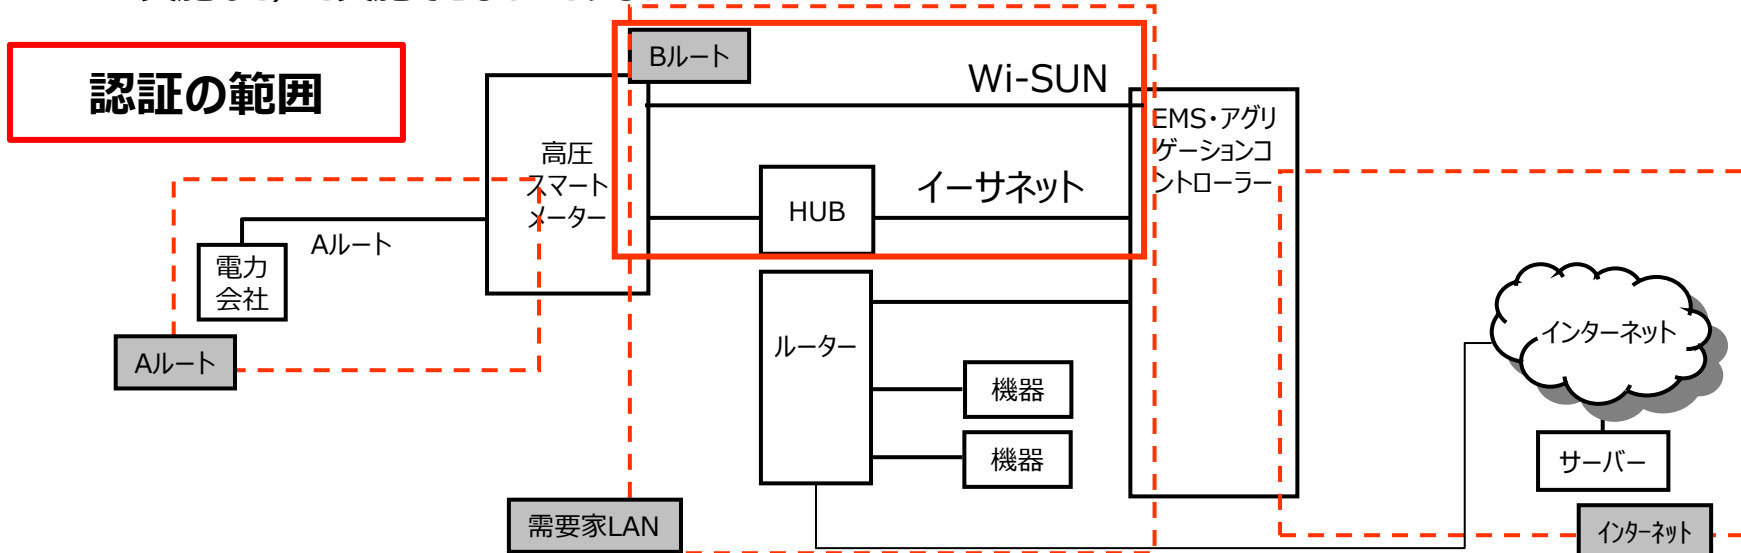 認証の範囲
Bルート
Wi-SUN
EMS・アグリ
ゲーションコ
ントローラー
高圧
スマート
メーター
イーサネット
HUB
Aルート
電力
会社
Aルート
ルーター
機器
機器
インターネット
サーバー
需要家LAN
インターネット